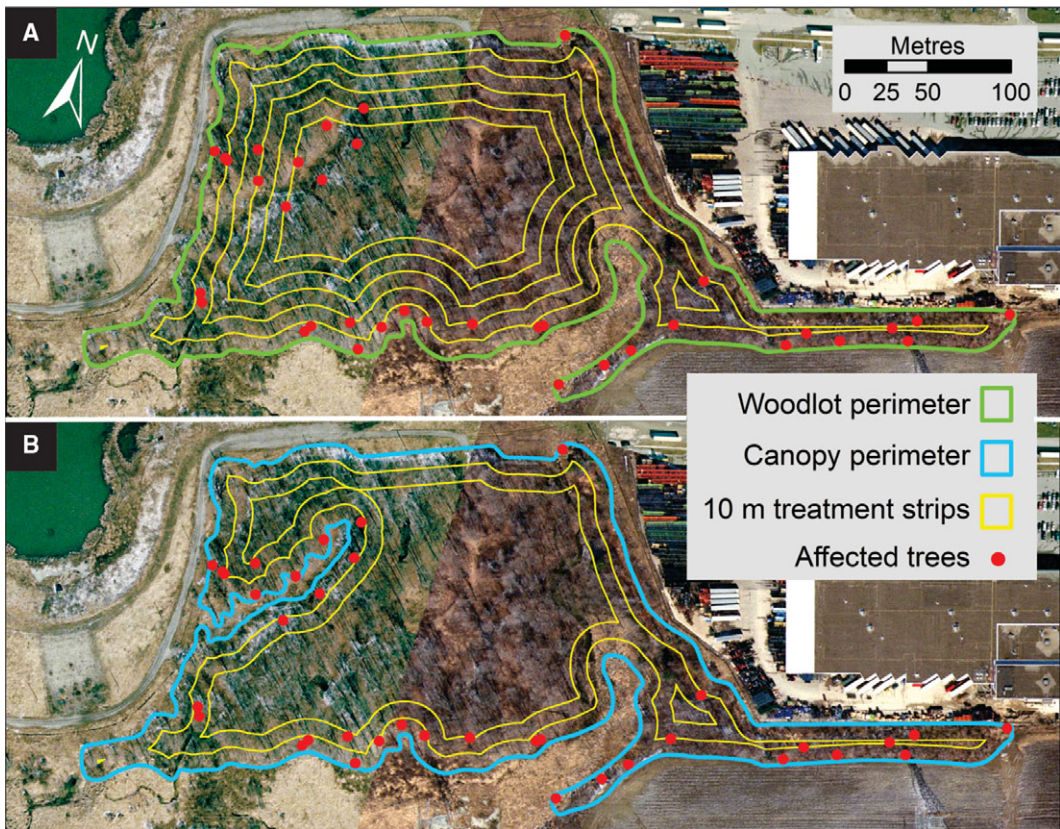 A
N
Metres
0 25 50 100
Woodlot perimeter
B
Canopy perimeter
10 m treatment strips
Affected trees